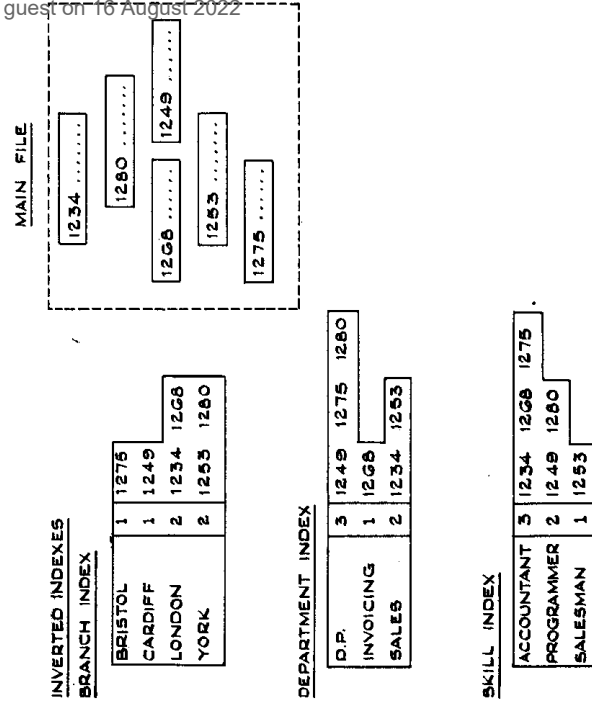 guest on 16 August 2022
INVERTED INDEXES
BRANCH INDEX
BRISTOL 1 1275
CARDIFF 1 1249
LONDON 2 1234 1268
YORK 2 1253 1280
DEPARTMENT INDEX
D.P. 3 1249 1275 1280
INVOICING 1 1268
SALES 2 1234 1253
SKILL INDEX
ACCOUNTANT 3 1234 1268 1275
PROGRAMMER 2 1249 1280
SALESMAN 1 1253
MAIN FILE
1234 .......
1280 .......
1268 ...... 1249 ......
1253 .......
1275 ......